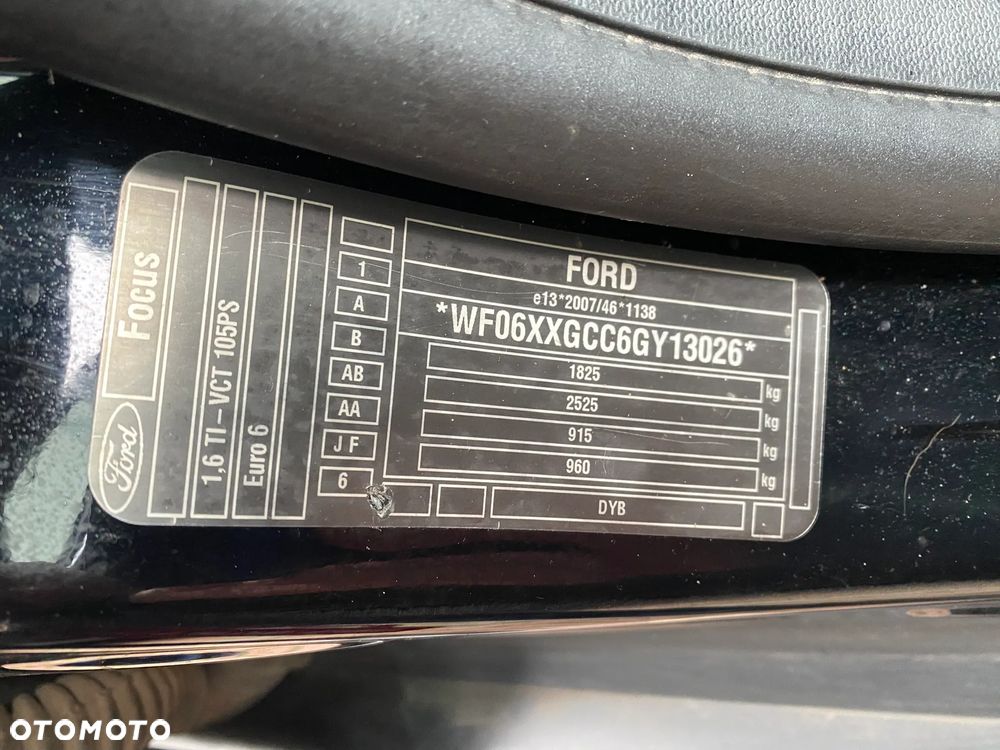 Ford
Focus
1,6 TI-VCT 105PS
Euro 6
1
A
B
AB
AA
J F
6
FORD
e13*2007/46*1138
*WF06XXGCC6GY13026*
1825 kg
2525 kg
915 kg
960 kg
DYB
OTOMOTO